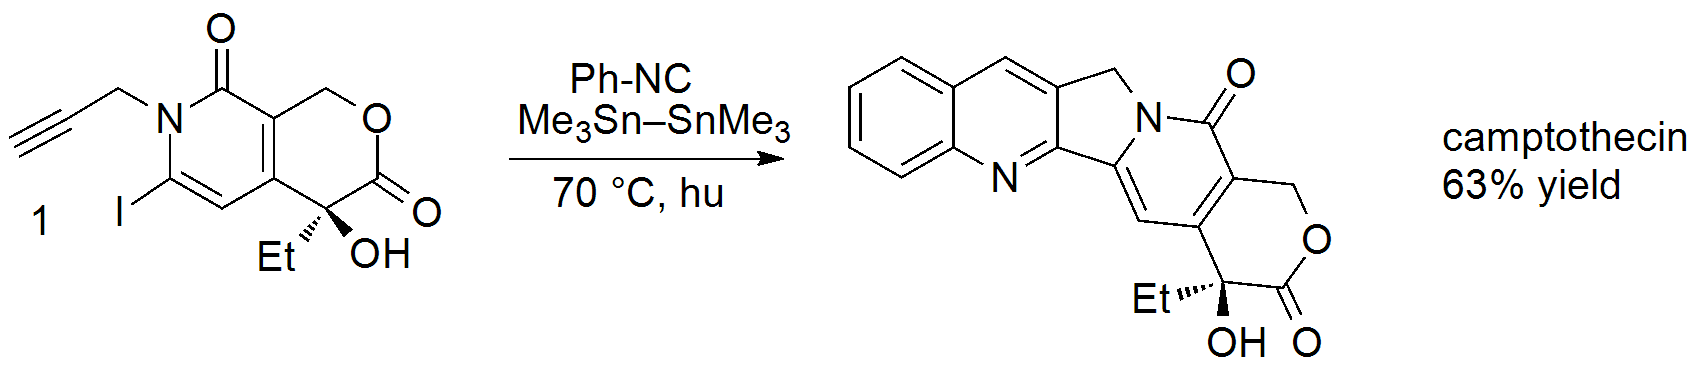 O
N
O
I
O
Et
OH
1
Ph-NC
Me₃Sn–SnMe₃
70 °C, hu
O
N
N
O
Et
OH
O
camptothecin
63% yield